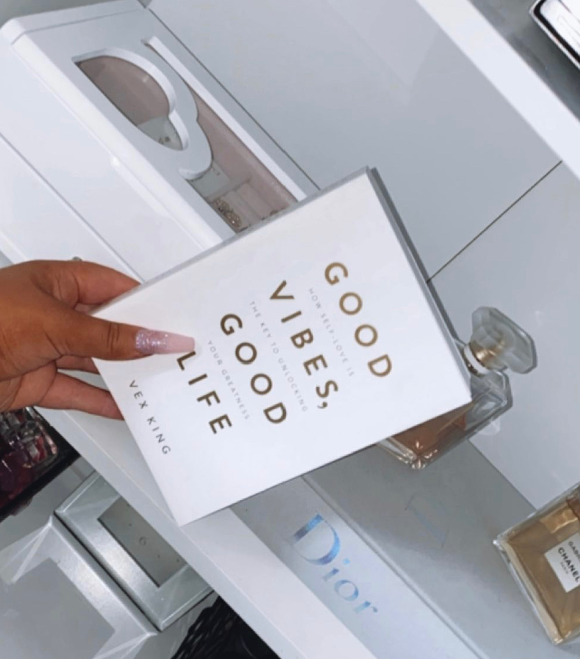 GOOD
HOW SELF-LOVE IS
VIBES,
THE KEY TO UNLOCKING
GOOD
YOUR GREATNESS
LIFE
VEX KING
Dior
CHANEL